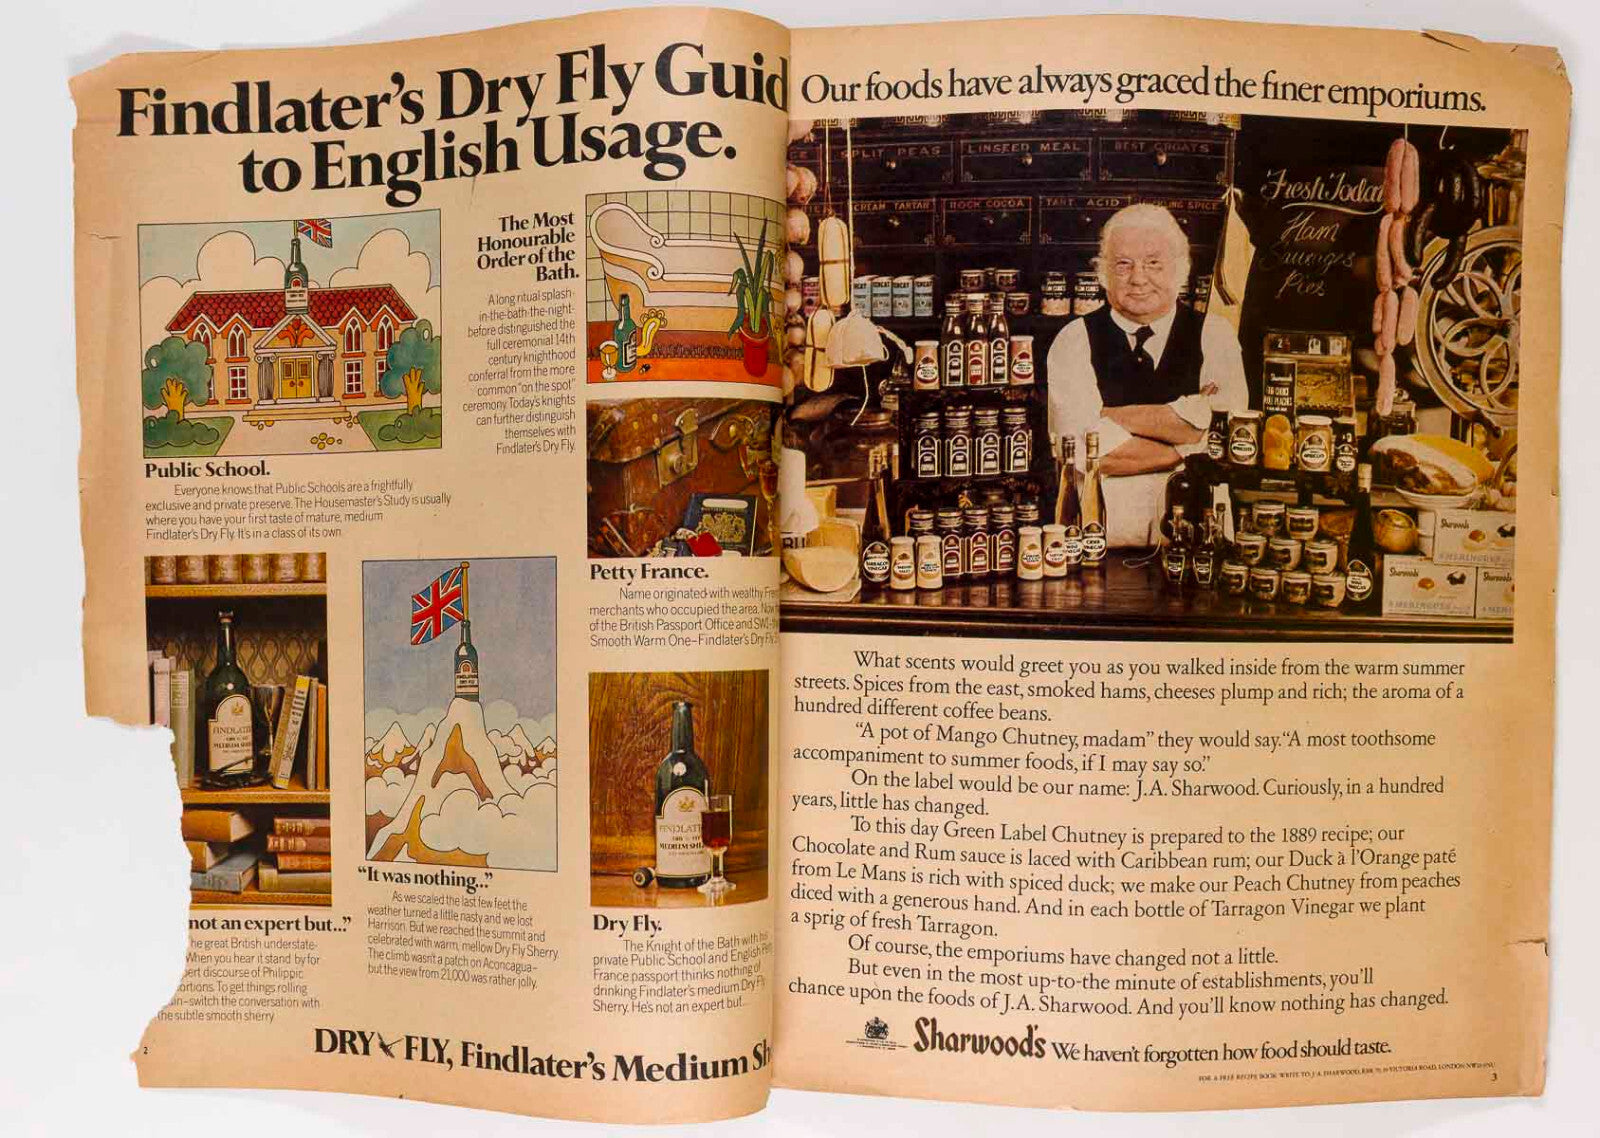 Findlater's Dry Fly Guid
to English Usage.
The Most
Honourable
Order of the
Bath.
A long ritual splash-
in-the-bath-the-night-
before distinguished the
full ceremonial 14th
century knighthood
conferral from the more
common "on the spot"
ceremony. Today's knights
can further distinguish
themselves with
Findlater's Dry Fly.
Public School.
Everyone knows that Public Schools are a frightfully
exclusive and private preserve. The Housemaster's Study is usually
where you have your first taste of mature, medium
Findlater's Dry Fly. It's in a class of its own.
Petty France.
Name originated with wealthy Fre
merchants who occupied the area. Now
of the British Passport Office and SW1
Smooth Warm One–Findlater's Dry Fly
not an expert but..."
he great British understate-
When you hear it stand by for
pert discourse of Philippic
ortions. To get things rolling
in–switch the conversation with
the subtle smooth sherry
"It was nothing..."
As we scaled the last few feet the
weather turned a little nasty and we lost
Harrison. But we reached the summit and
celebrated with warm, mellow Dry Fly Sherry.
The climb wasn't a patch on Aconcagua–
but the view from 21,000 was rather jolly.
Dry Fly.
The Knight of the Bath with his
private Public School and English Petty
France passport thinks nothing of
drinking Findlater's medium Dry Fly
Sherry. He's not an expert but...
DRY FLY, Findlater's Medium Sh
2
Our foods have always graced the finer emporiums.
SPLIT PEAS LINSEED MEAL BEST GROATS
CREAM TARTAR ROCK COCOA TART ACID SPICE
Fresh Today
Ham
Sausages
Pies
What scents would greet you as you walked inside from the warm summer
streets. Spices from the east, smoked hams, cheeses plump and rich; the aroma of a
hundred different coffee beans.
"A pot of Mango Chutney, madam" they would say. "A most toothsome
accompaniment to summer foods, if I may say so."
On the label would be our name: J.A. Sharwood. Curiously, in a hundred
years, little has changed.
To this day Green Label Chutney is prepared to the 1889 recipe; our
Chocolate and Rum sauce is laced with Caribbean rum; our Duck à l'Orange paté
from Le Mans is rich with spiced duck; we make our Peach Chutney from peaches
diced with a generous hand. And in each bottle of Tarragon Vinegar we plant
a sprig of fresh Tarragon.
Of course, the emporiums have changed not a little.
But even in the most up-to-the minute of establishments, you'll
chance upon the foods of J.A. Sharwood. And you'll know nothing has changed.
Sharwood's We haven't forgotten how food should taste.
FOR A FREE RECIPE BOOK WRITE TO J.A. SHARWOOD, VICTORIA ROAD, LONDON
3